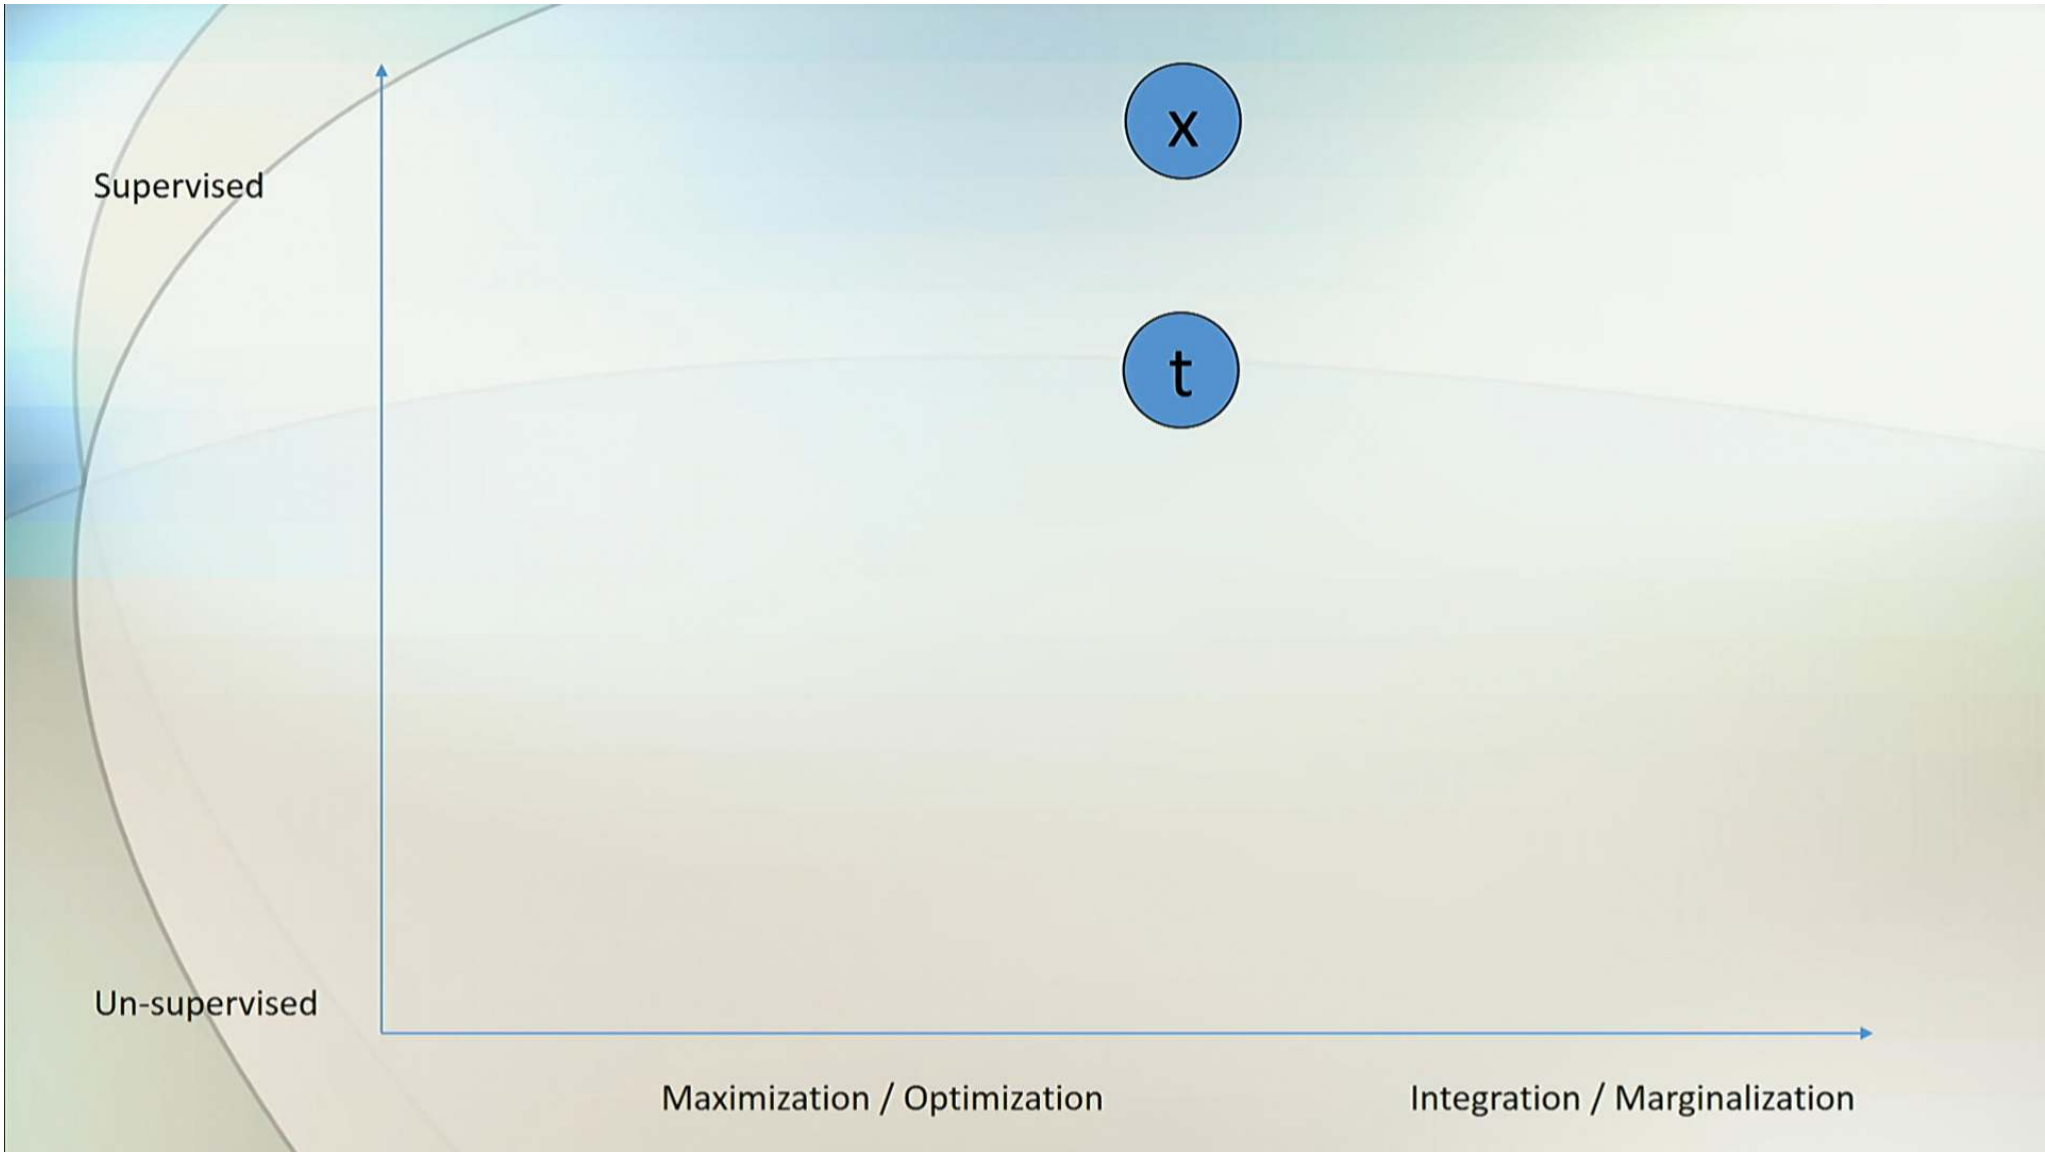 x
Supervised
t
Un-supervised
Maximization / Optimization
Integration / Marginalization